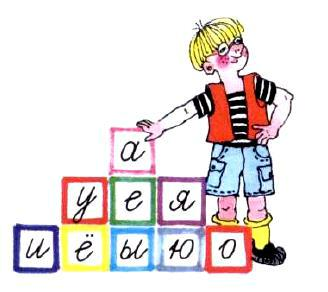 а
у е я
и ё ы ю о